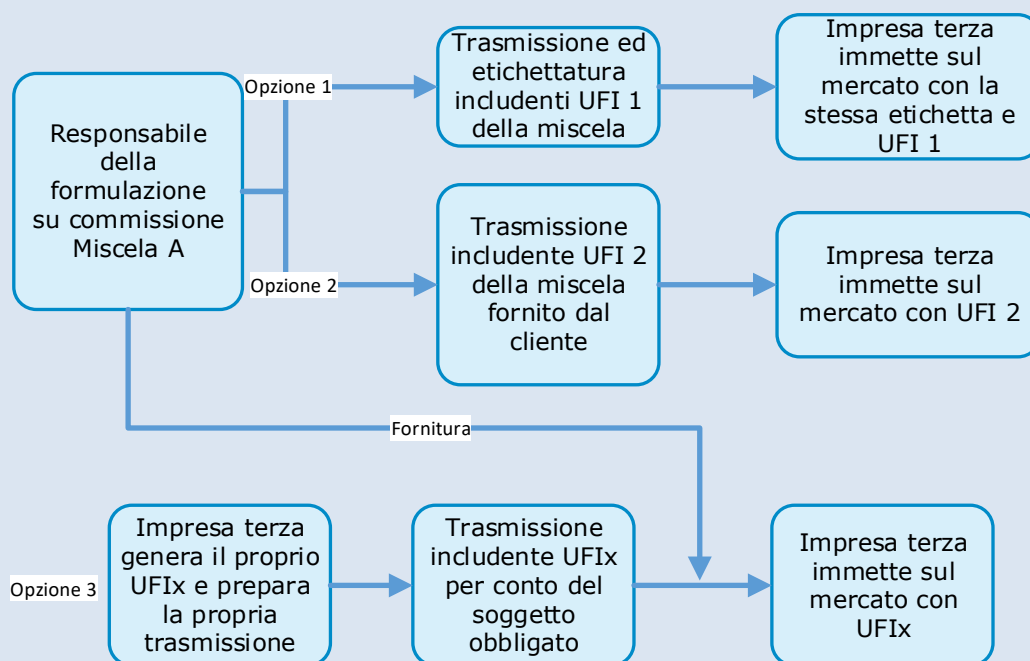 Responsabile
della
formulazione
su commissione
Miscela A
Opzione 1
Trasmissione ed
etichettatura
includenti UFI 1
della miscela
Impresa terza
immette sul
mercato con la
stessa etichetta e
UFI 1
Opzione 2
Trasmissione
includente UFI 2
della miscela
fornito dal
cliente
Impresa terza
immette sul
mercato con UFI 2
Fornitura
Opzione 3
Impresa terza
genera il proprio
UFIx e prepara
la propria
trasmissione
Trasmissione
includente UFIx
per conto del
soggetto
obbligato
Impresa terza
immette sul
mercato con
UFIx